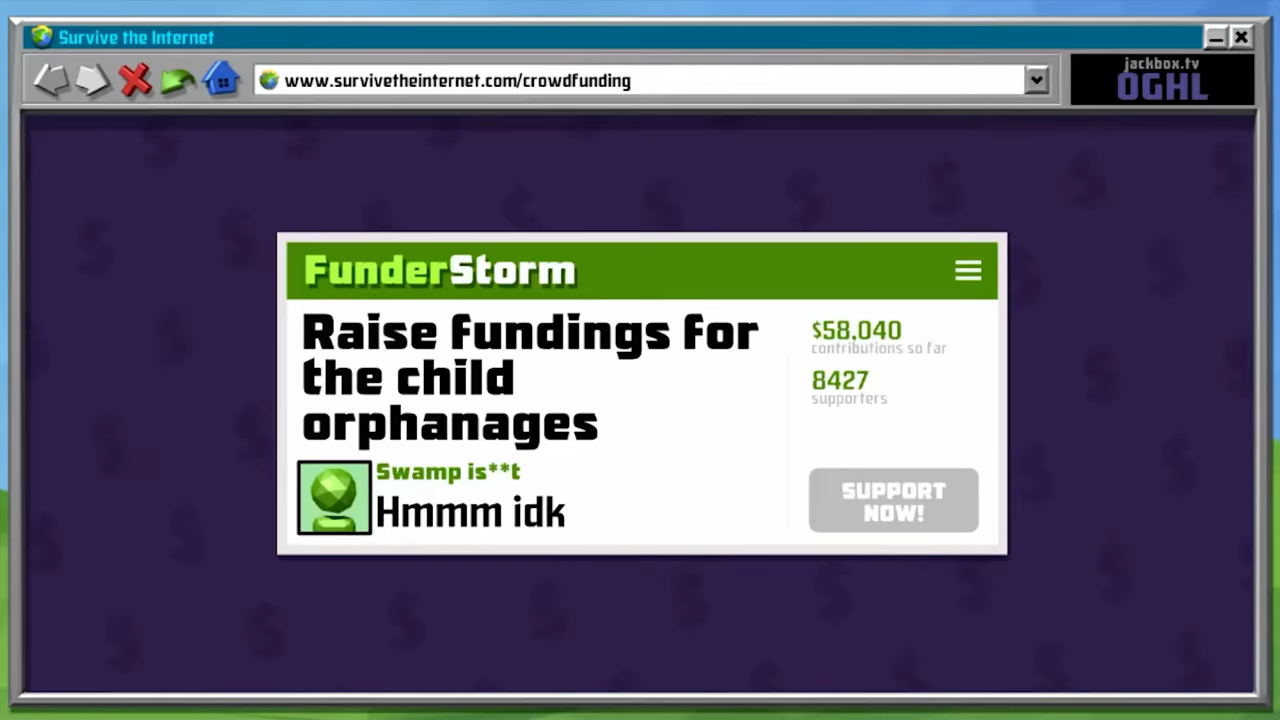 Survive the Internet
www.survivetheinternet.com/crowdfunding
jackbox.tv
OGHL
FunderStorm
Raise fundings for
the child
orphanages
$58,040
contributions so far
8427
supporters
Swamp is**t
Hmmm idk
SUPPORT
NOW!